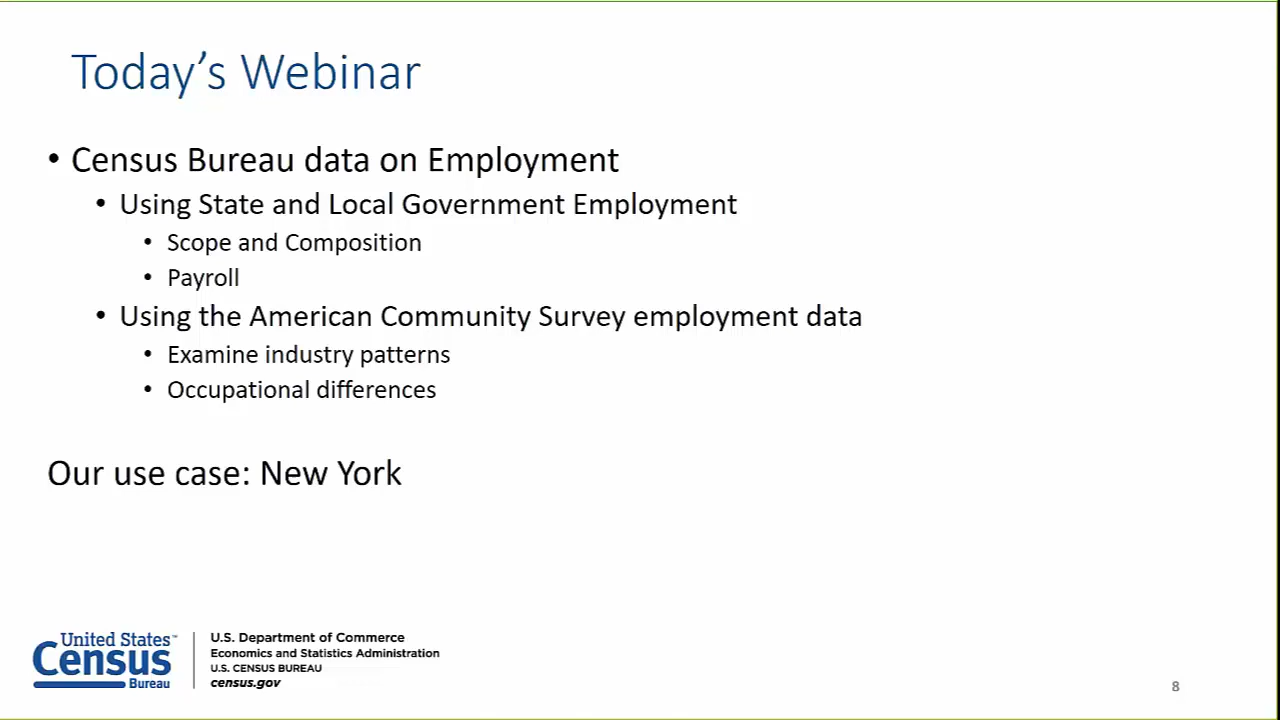 Today’s Webinar
• Census Bureau data on Employment
• Using State and Local Government Employment
• Scope and Composition
• Payroll
• Using the American Community Survey employment data
• Examine industry patterns
• Occupational differences
Our use case: New York
United States™
Census
Bureau
U.S. Department of Commerce
Economics and Statistics Administration
U.S. CENSUS BUREAU
census.gov
8